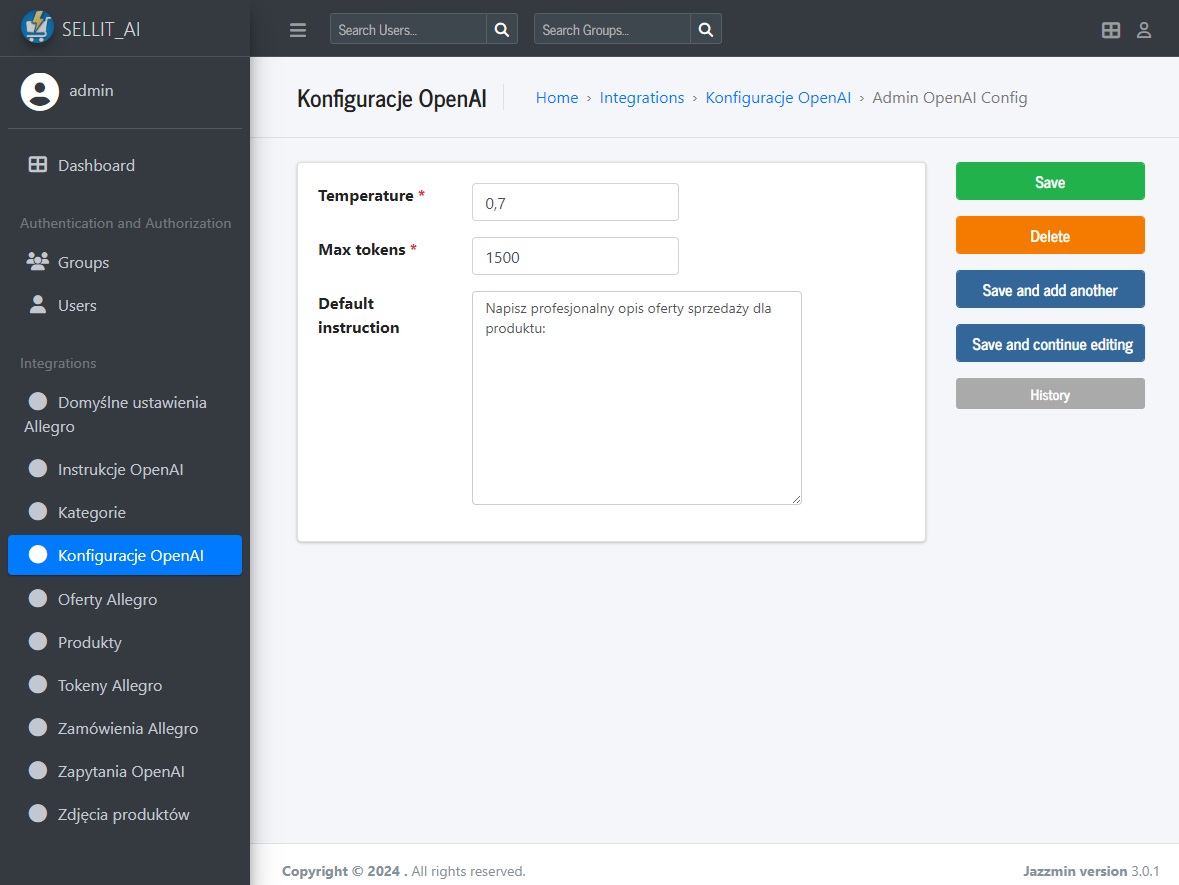 SELLIT_AI
Search Users...
Search Groups...
admin
Dashboard
Authentication and Authorization
Groups
Users
Integrations
Domyślne ustawienia
Allegro
Instrukcje OpenAI
Kategorie
Konfiguracje OpenAI
Oferty Allegro
Produkty
Tokeny Allegro
Zamówienia Allegro
Zapytania OpenAI
Zdjęcia produktów
Konfiguracje OpenAI
Home › Integrations › Konfiguracje OpenAI › Admin OpenAI Config
Temperature *
0,7
Max tokens *
1500
Default
instruction
Napisz profesjonalny opis oferty sprzedaży dla
produktu:
Save
Delete
Save and add another
Save and continue editing
History
Copyright © 2024 . All rights reserved.
Jazzmin version 3.0.1